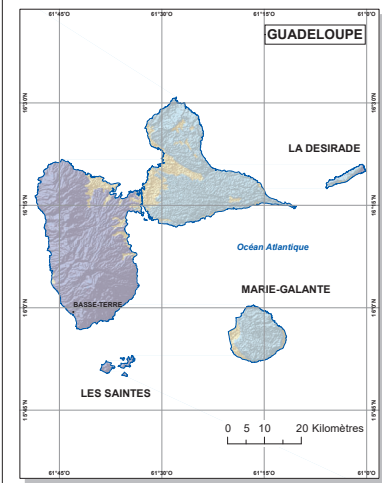 61°45'O 61°30'O 61°15'O 61°0'O
GUADELOUPE
16°30'N 16°30'N
LA DESIRADE
16°15'N 16°15'N
Océan Atlantique
MARIE-GALANTE
16°0'N 16°0'N
BASSE-TERRE
LES SAINTES
15°45'N 15°45'N
0 5 10 20 Kilomètres
61°45'O 61°30'O 61°15'O 61°0'O